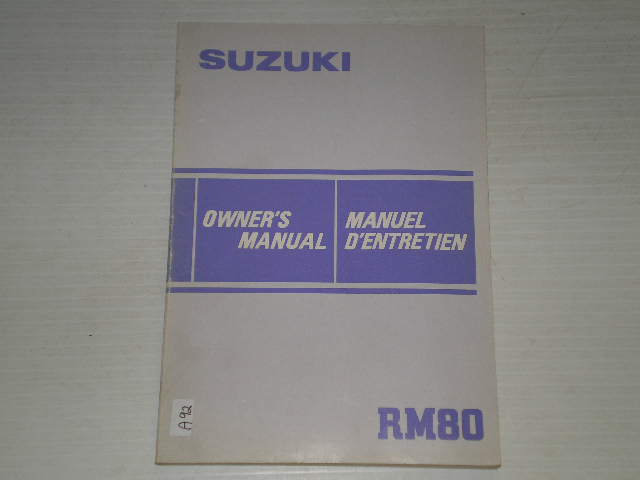 SUZUKI
OWNER'S
MANUAL
MANUEL
D'ENTRETIEN
RM80
A92